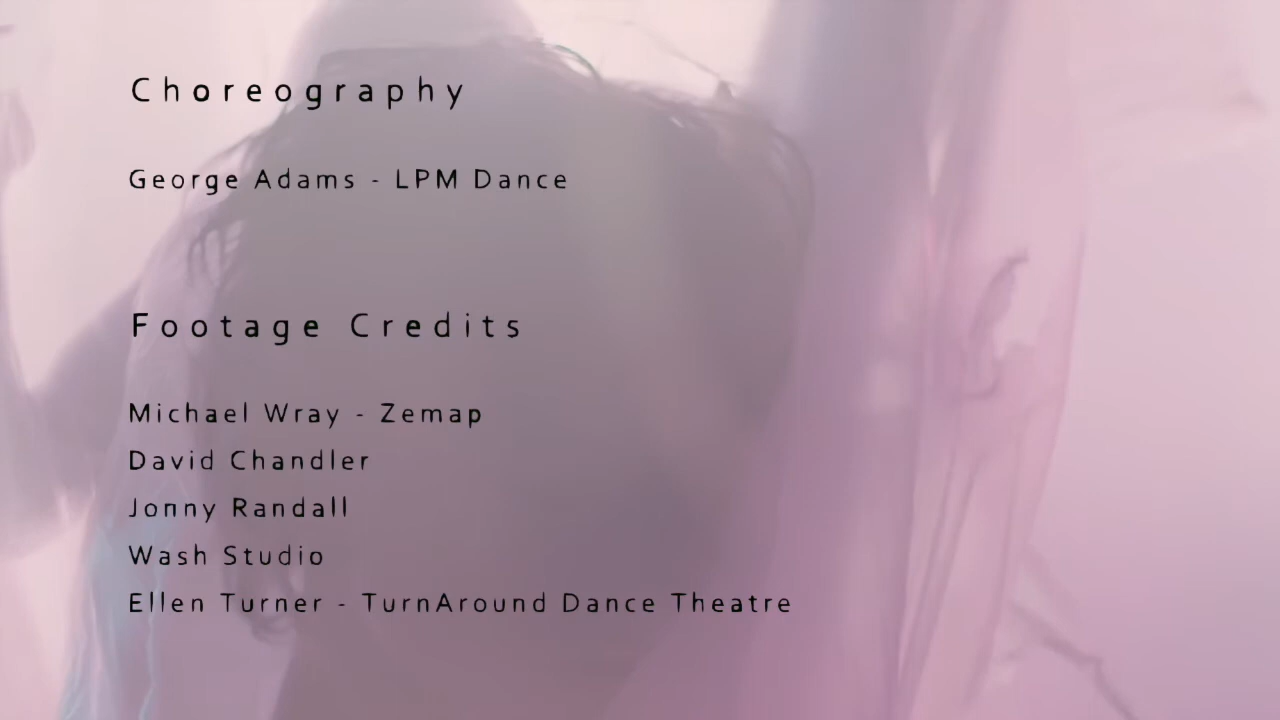 Choreography
George Adams - LPM Dance
Footage Credits
Michael Wray - Zemap
David Chandler
Jonny Randall
Wash Studio
Ellen Turner - TurnAround Dance Theatre